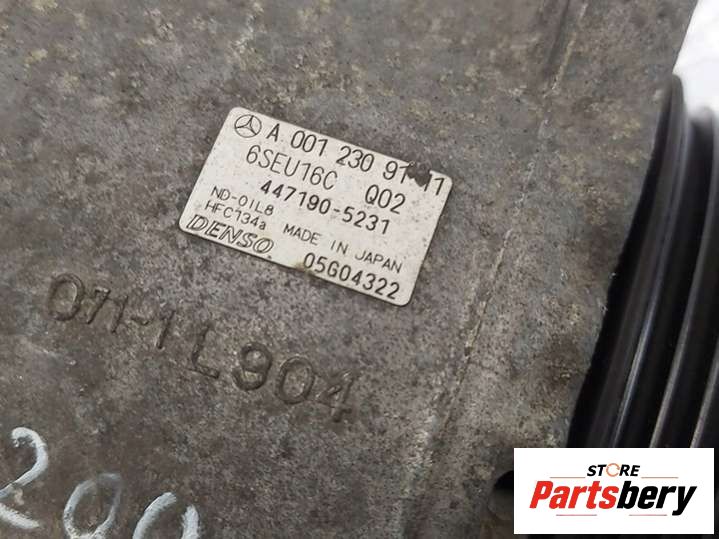 A 001 230 91 11
6SEU16C Q02
447190-5231
ND-OIL8
HFC134a MADE IN JAPAN
DENSO 05G04322
071-1L904
STORE
Partsbery